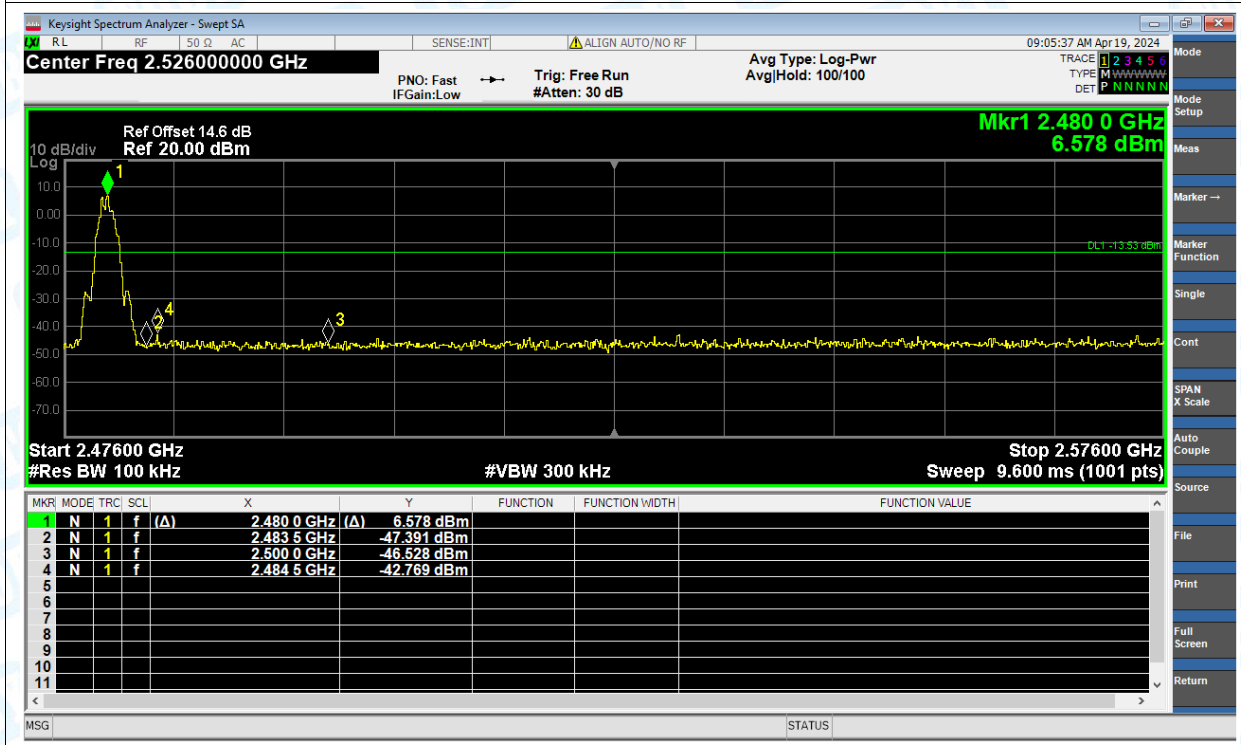 Keysight Spectrum Analyzer - Swept SA
LXI RL RF 50 Ω AC SENSE:INT ALIGN AUTO/NO RF 09:05:37 AM Apr 19, 2024
Center Freq 2.526000000 GHz
PNO: Fast
IFGain:Low
Trig: Free Run
#Atten: 30 dB
Avg Type: Log-Pwr
Avg|Hold: 100/100
TRACE 1 2 3 4 5 6
TYPE M WWWWW
DET P N N N N N
Mkr1 2.480 0 GHz
6.578 dBm
Ref Offset 14.6 dB
10 dB/div Ref 20.00 dBm
Log
10.0
0.00
-10.0
-20.0
-30.0
-40.0
-50.0
-60.0
-70.0
1
4
2
3
DL1 -13.53 dBm
Start 2.47600 GHz Stop 2.57600 GHz
#Res BW 100 kHz #VBW 300 kHz Sweep 9.600 ms (1001 pts)
MKR MODE TRC SCL X Y FUNCTION FUNCTION WIDTH FUNCTION VALUE
1 N 1 f (Δ) 2.480 0 GHz (Δ) 6.578 dBm
2 N 1 f 2.483 5 GHz -47.391 dBm
3 N 1 f 2.500 0 GHz -46.528 dBm
4 N 1 f 2.484 5 GHz -42.769 dBm
5
6
7
8
9
10
11
MSG STATUS
Mode
Mode
Setup
Meas
Marker →
Marker
Function
Single
Cont
SPAN
X Scale
Auto
Couple
Source
File
Print
Full
Screen
Return